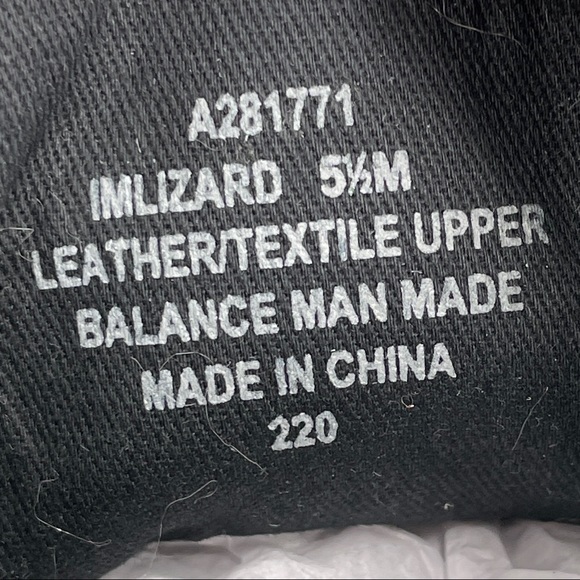 A281771
IMLIZARD 5½M
LEATHER/TEXTILE UPPER
BALANCE MAN MADE
MADE IN CHINA
220